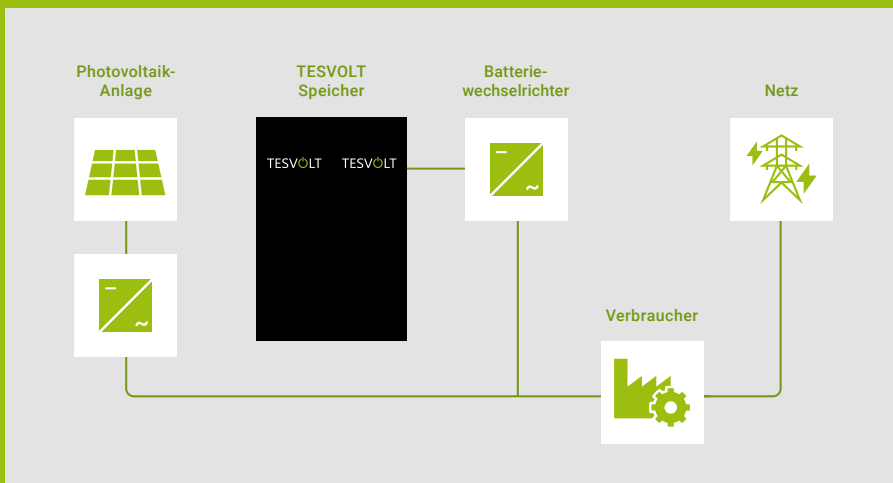 Photovoltaik-
Anlage
TESVOLT
Speicher
Batterie-
wechselrichter
Netz
TESVOLT TESVOLT
Verbraucher